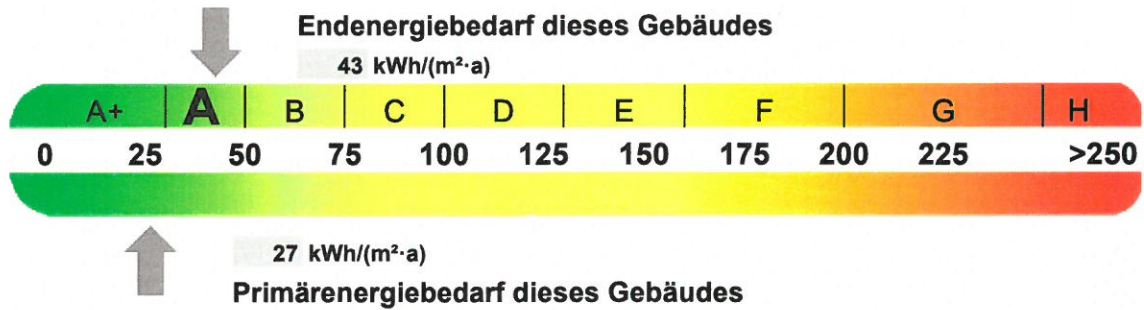 Endenergiebedarf dieses Gebäudes
43 kWh/(m²·a)
A+ A B C D E F G H
0 25 50 75 100 125 150 175 200 225 >250
27 kWh/(m²·a)
Primärenergiebedarf dieses Gebäudes